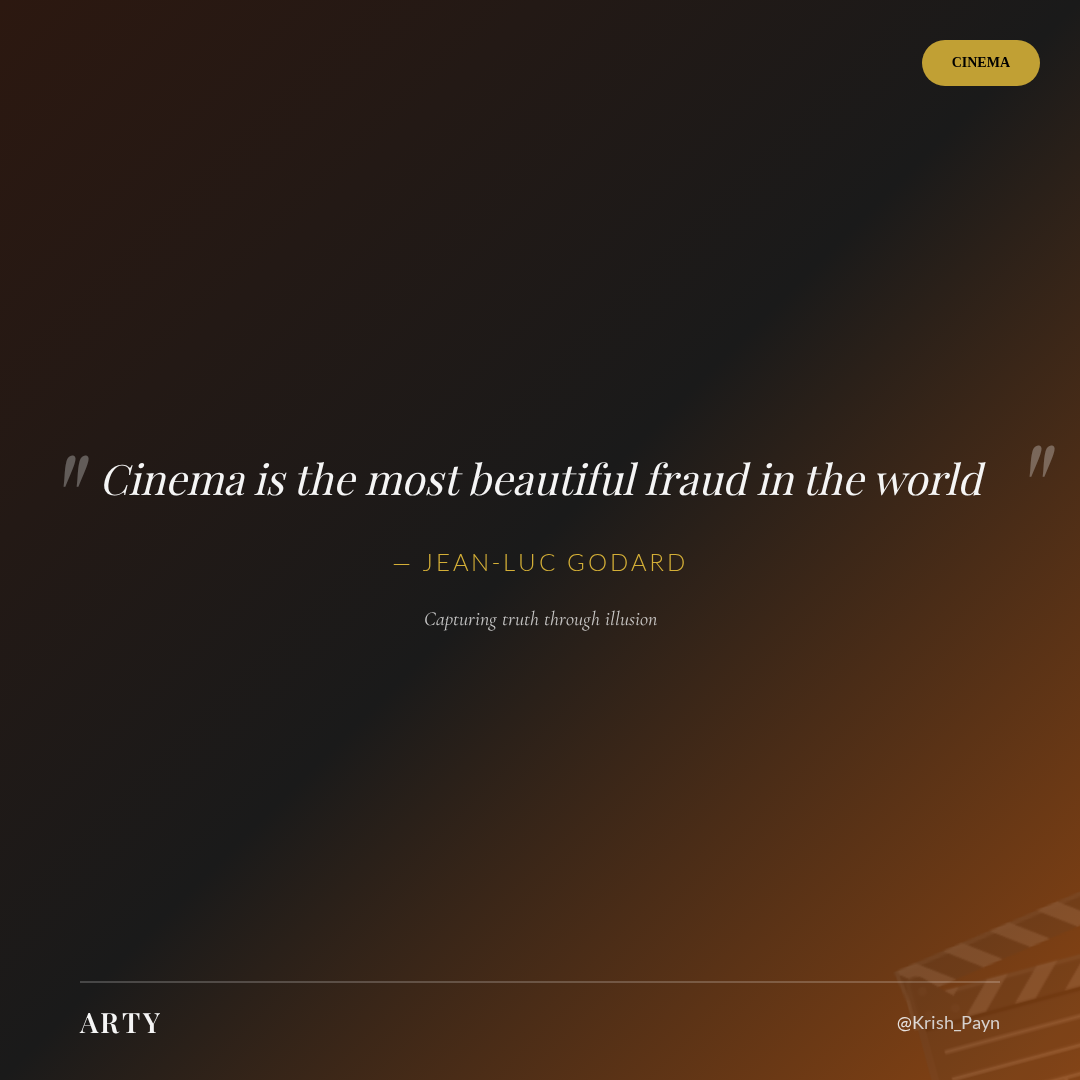 CINEMA
"Cinema is the most beautiful fraud in the world"
— JEAN-LUC GODARD
Capturing truth through illusion
ARTY
@Krish_Payn